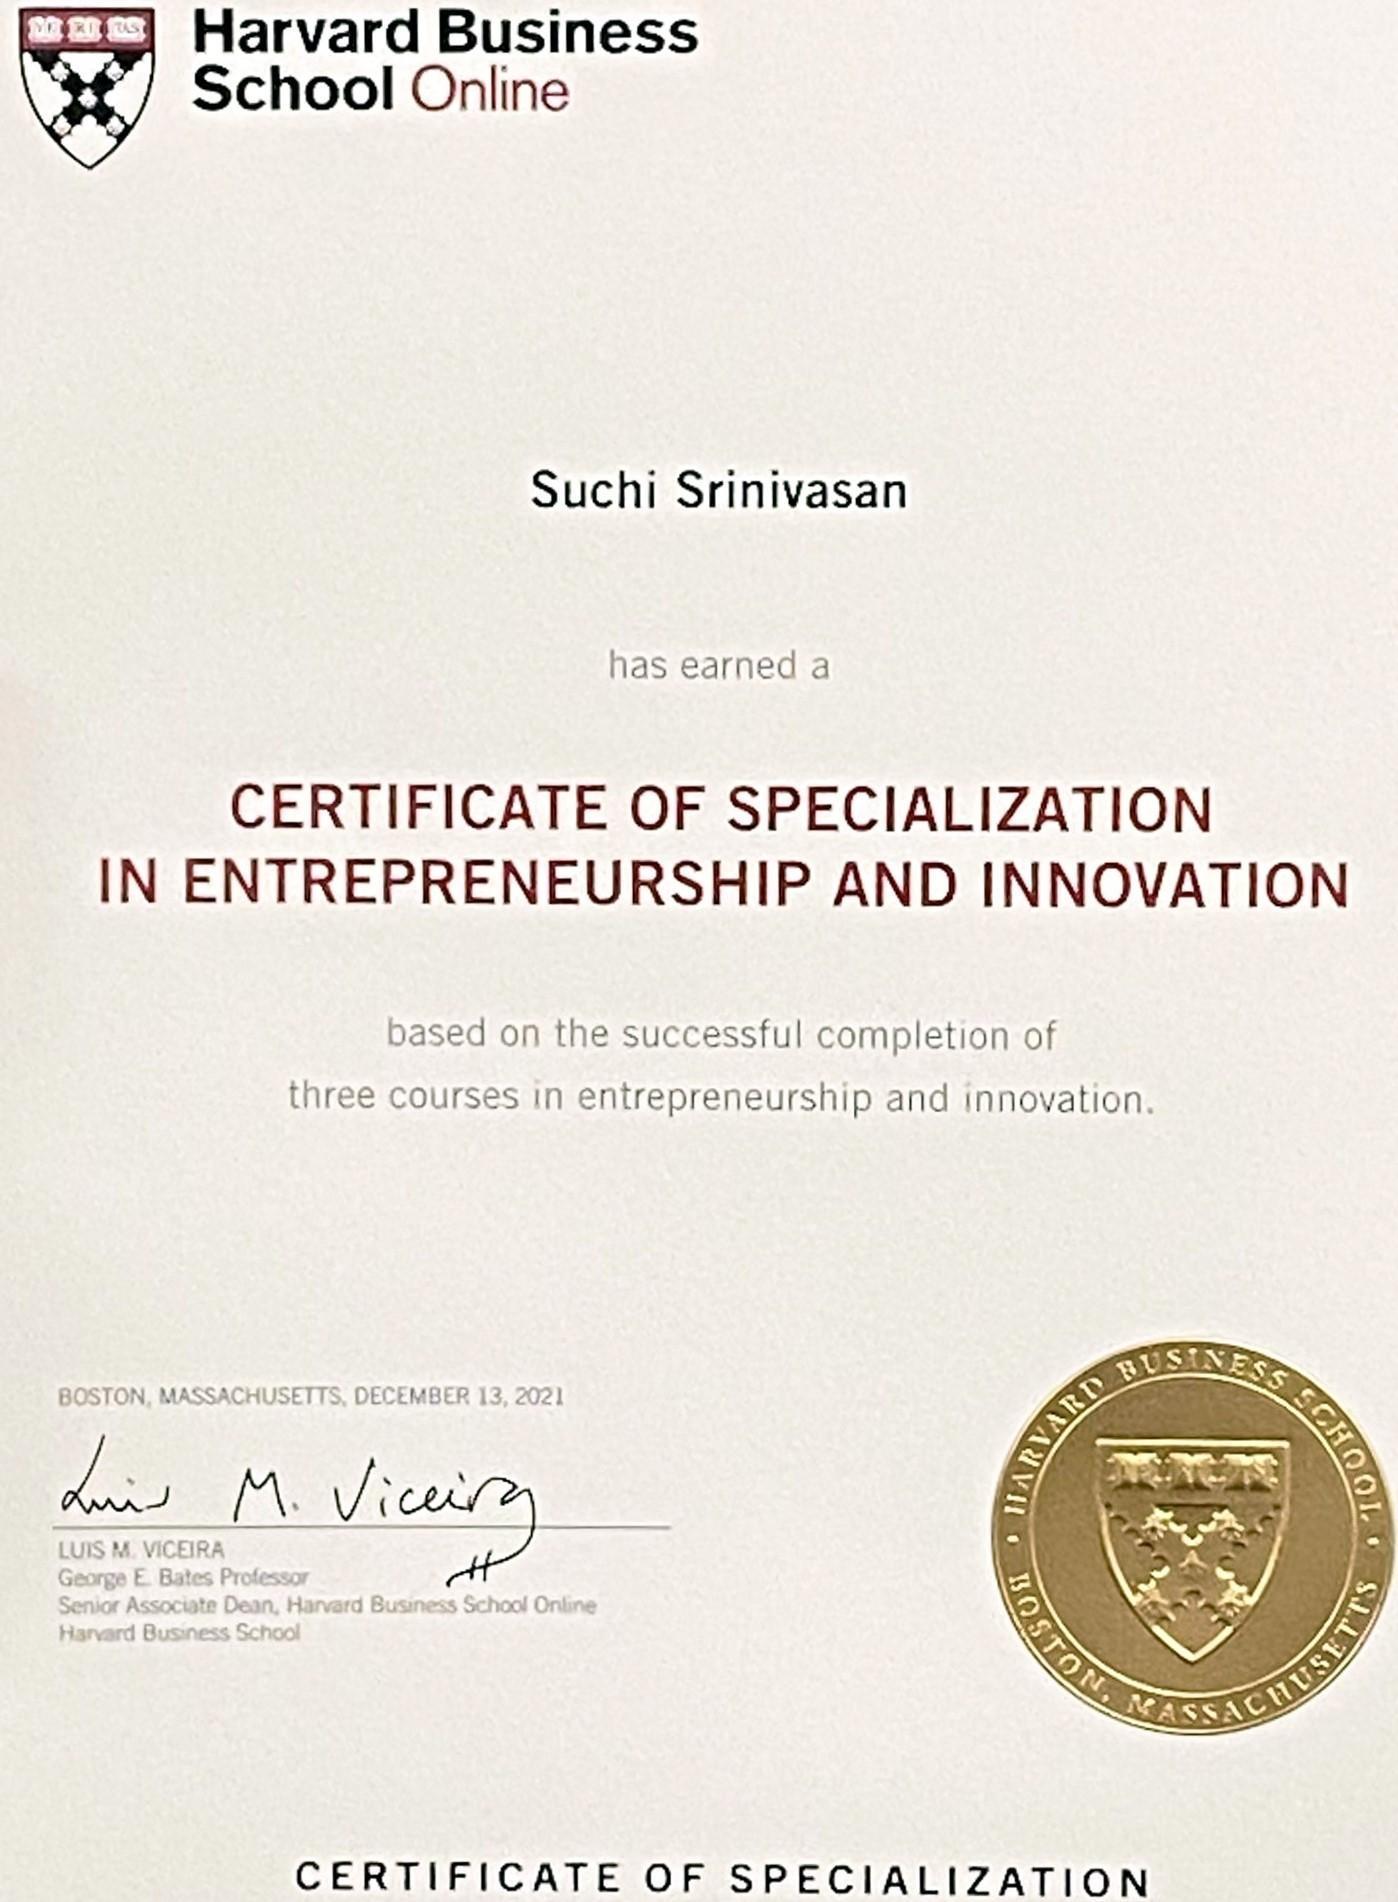 VE RI TAS
Harvard Business
School Online
Suchi Srinivasan
has earned a
CERTIFICATE OF SPECIALIZATION
IN ENTREPRENEURSHIP AND INNOVATION
based on the successful completion of
three courses in entrepreneurship and innovation.
BOSTON, MASSACHUSETTS, DECEMBER 13, 2021
Luis M. Viceira
LUIS M. VICEIRA
George E. Bates Professor
Senior Associate Dean, Harvard Business School Online
Harvard Business School
HARVARD BUSINESS SCHOOL
BOSTON, MASSACHUSETTS
CERTIFICATE OF SPECIALIZATION